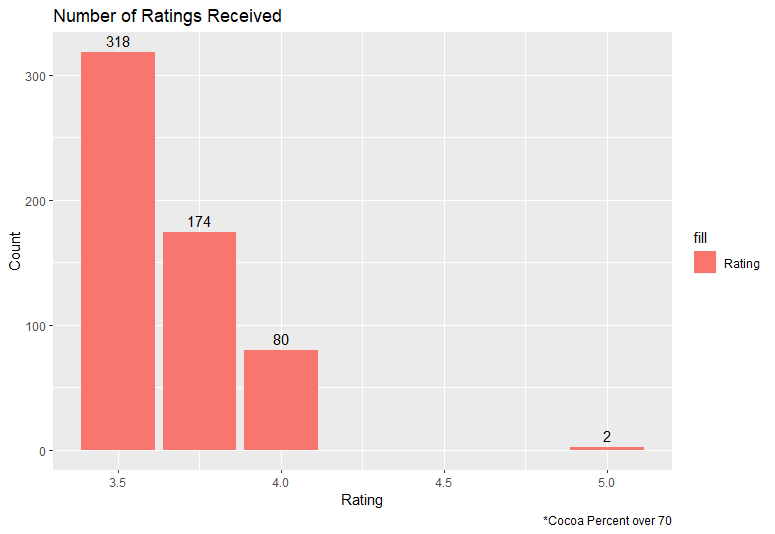 Number of Ratings Received
318
174
80
2
300
200
100
0
Count
3.5
4.0
4.5
5.0
Rating
fill
Rating
*Cocoa Percent over 70